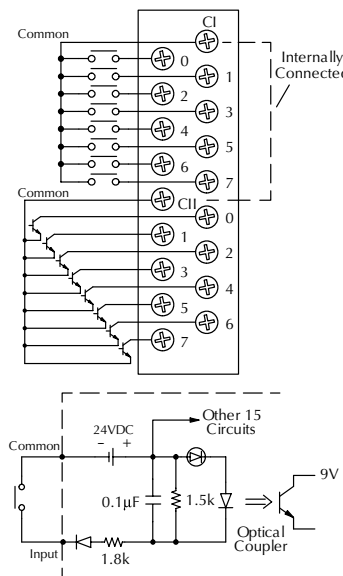 CI
Common
Internally
Connected
0
1
2
3
4
5
6
7
Common
CII
0
1
2
3
4
5
6
7
24VDC
− +
Other 15
Circuits
Common
0.1µF
1.5k
9V
Optical
Coupler
Input
1.8k